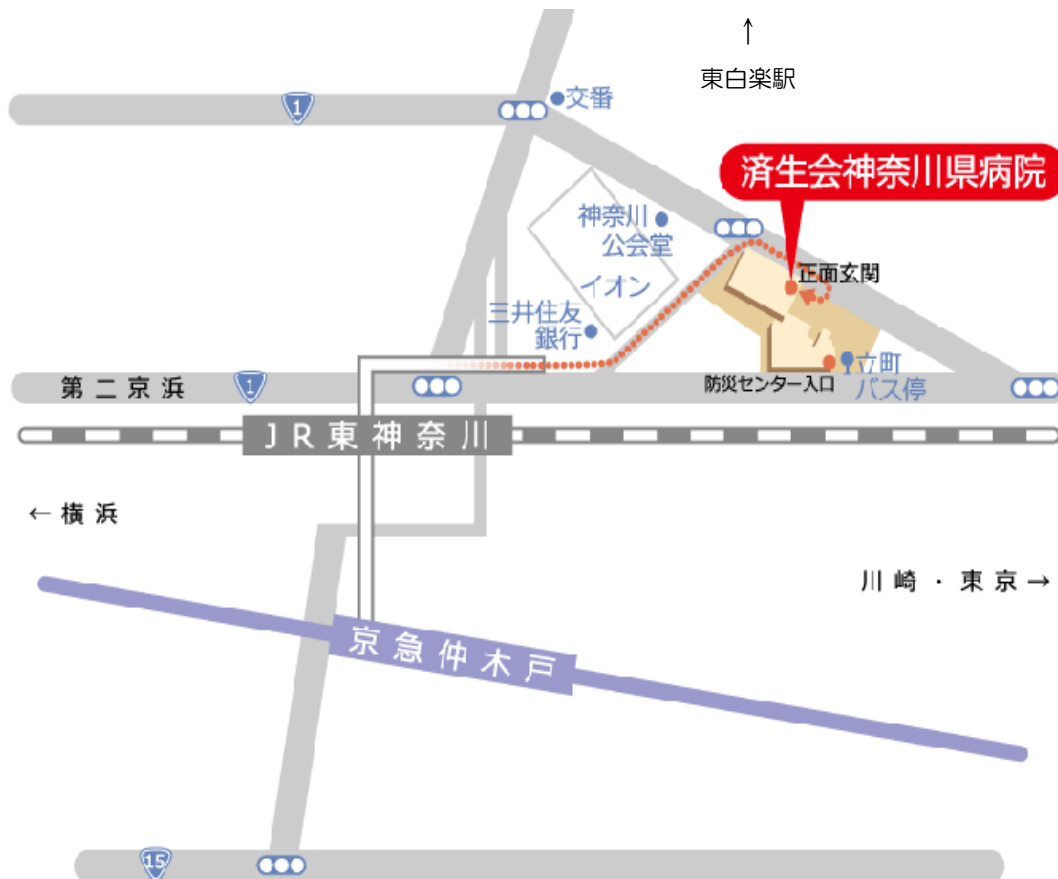 ↑
東白楽駅
1
交番
済生会神奈川県病院
神奈川
公会堂
正面玄関
イオン
三井住友
銀行
立町
バス停
第二京浜
1
防災センター入口
JR東神奈川
← 横浜
川崎・東京 →
京急仲木戸
15